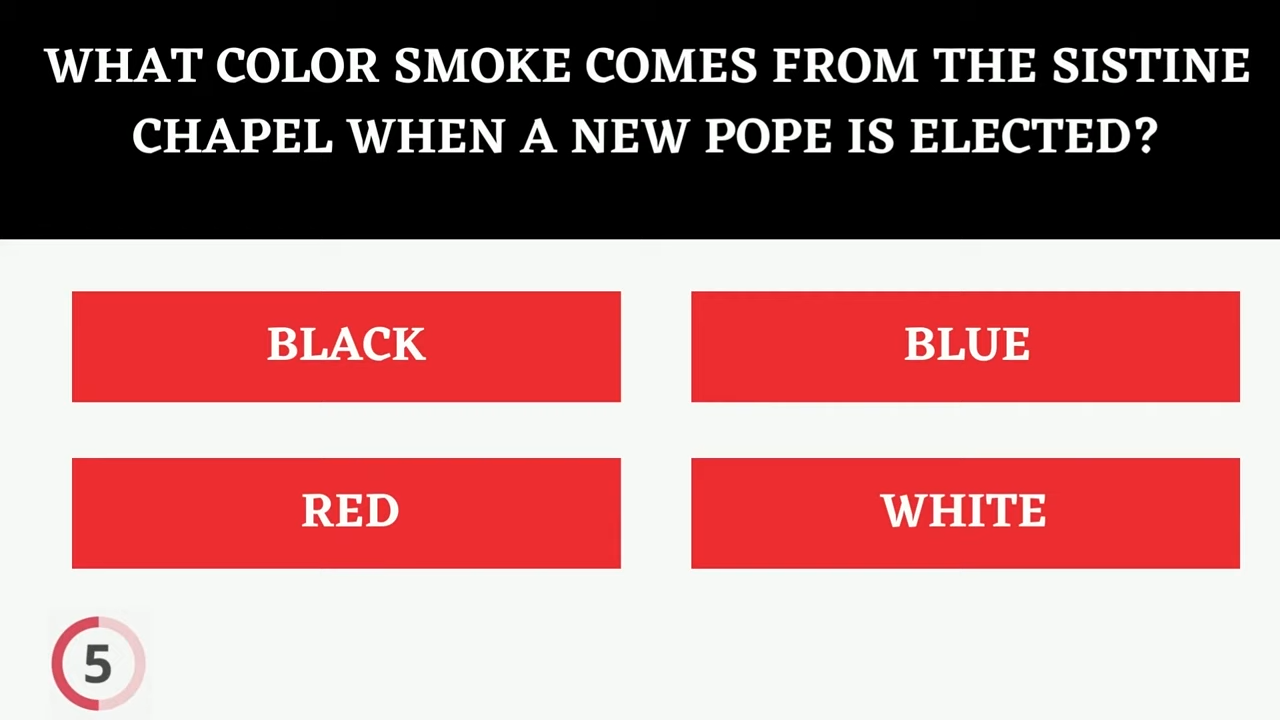 WHAT COLOR SMOKE COMES FROM THE SISTINE
CHAPEL WHEN A NEW POPE IS ELECTED?
BLACK
BLUE
RED
WHITE
5